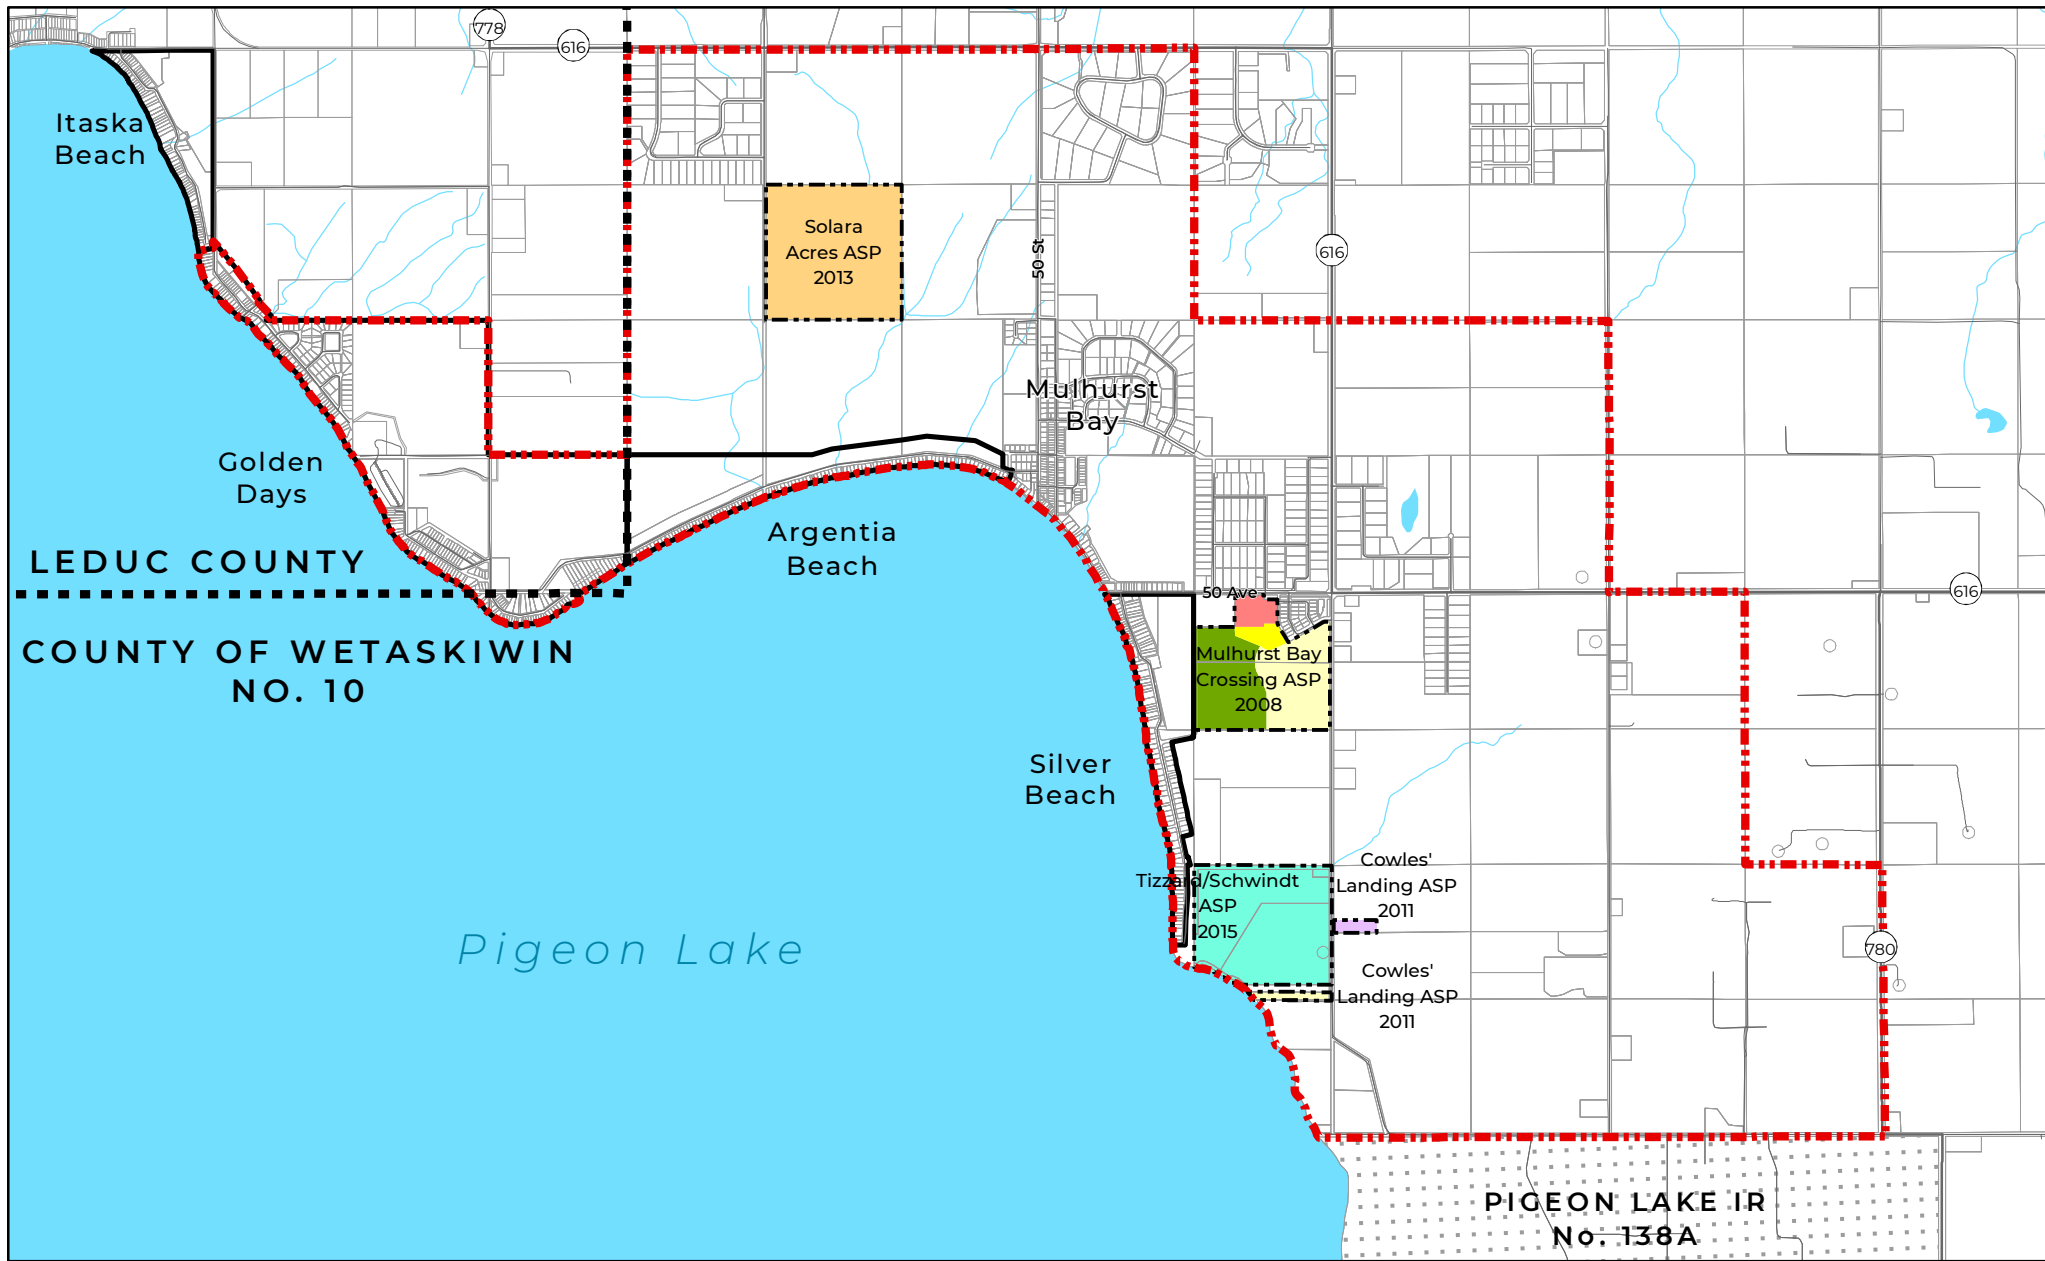 778
616
Itaska
Beach
Solara
Acres ASP
2013
50 St
616
Mulhurst
Bay
Golden
Days
Argentia
Beach
LEDUC COUNTY
COUNTY OF WETASKIWIN
NO. 10
50 Ave
616
Mulhurst Bay
Crossing ASP
2008
Silver
Beach
Tizzard/Schwindt
ASP
2015
Cowles'
Landing ASP
2011
Pigeon Lake
780
Cowles'
Landing ASP
2011
PIGEON LAKE IR
No. 138A